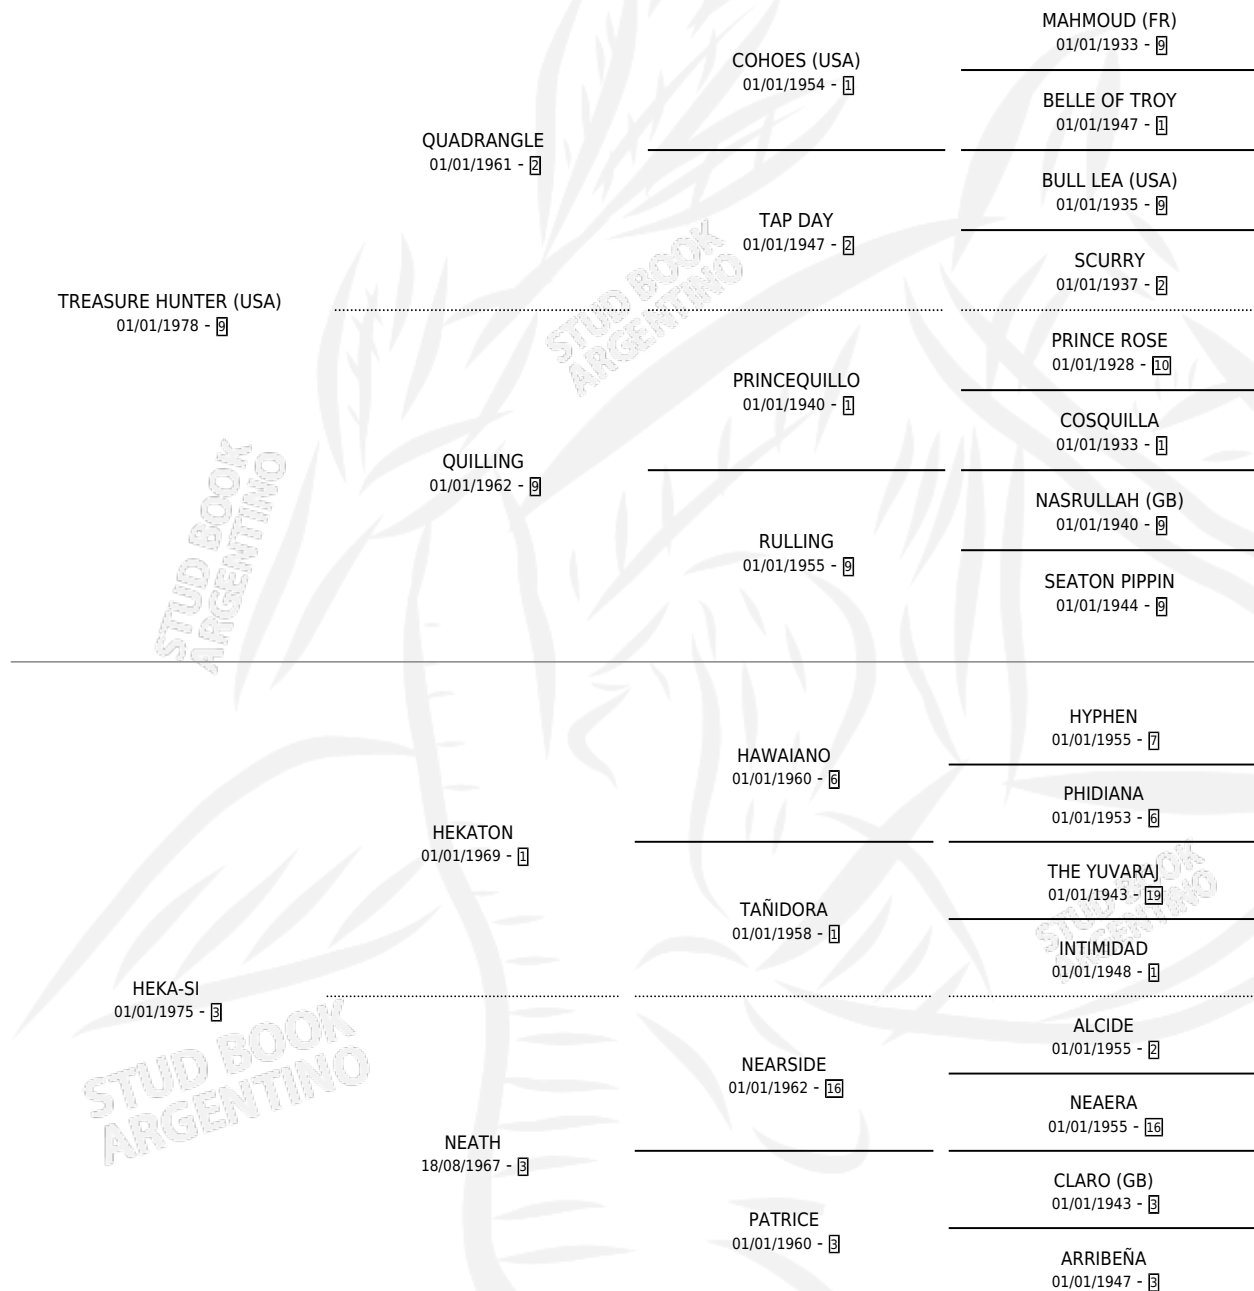 MAHMOUD (FR)
01/01/1933 - 9
COHOES (USA)
01/01/1954 - 1
BELLE OF TROY
01/01/1947 - 1
QUADRANGLE
01/01/1961 - 2
BULL LEA (USA)
01/01/1935 - 9
TAP DAY
01/01/1947 - 2
SCURRY
01/01/1937 - 2
TREASURE HUNTER (USA)
01/01/1978 - 9
STUD BOOK
ARGENTINO
PRINCE ROSE
01/01/1928 - 10
PRINCEQUILLO
01/01/1940 - 1
COSQUILLA
01/01/1933 - 1
QUILLING
01/01/1962 - 9
NASRULLAH (GB)
01/01/1940 - 9
RULLING
01/01/1955 - 9
SEATON PIPPIN
01/01/1944 - 9
STUD BOOK
ARGENTINO
HYPHEN
01/01/1955 - 7
HAWAIANO
01/01/1960 - 6
PHIDIANA
01/01/1953 - 6
HEKATON
01/01/1969 - 1
THE YUVARAJ
01/01/1943 - 19
TAÑIDORA
01/01/1958 - 1
STUD BOOK
ARGENTINO
INTIMIDAD
01/01/1948 - 1
HEKA-SI
01/01/1975 - 3
ALCIDE
01/01/1955 - 2
NEARSIDE
01/01/1962 - 16
STUD BOOK
ARGENTINO
NEAERA
01/01/1955 - 16
NEATH
18/08/1967 - 3
CLARO (GB)
01/01/1943 - 3
PATRICE
01/01/1960 - 3
ARRIBEÑA
01/01/1947 - 3